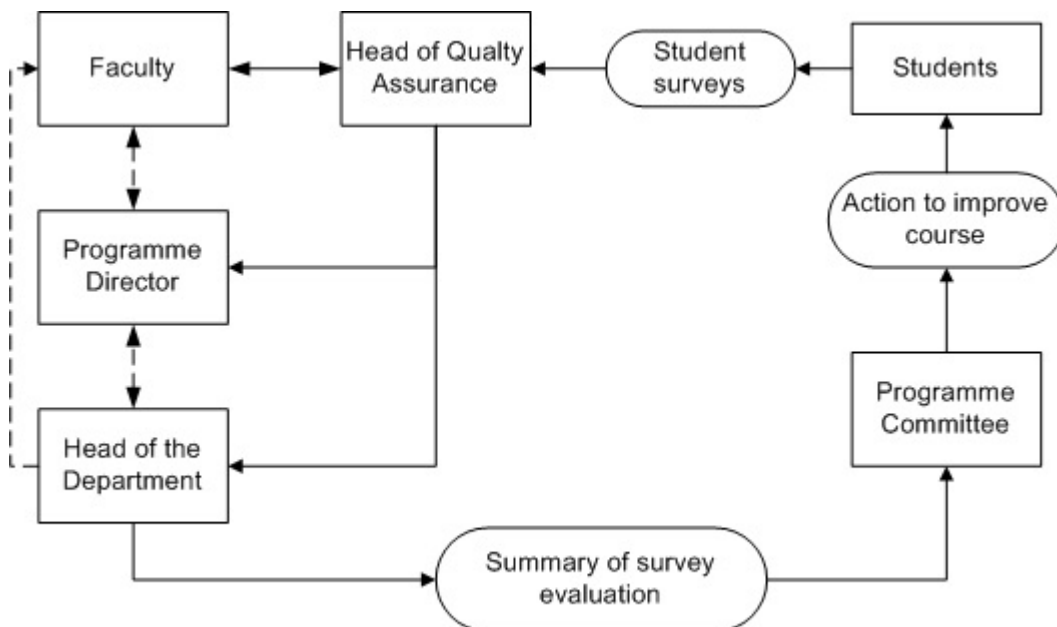 Faculty
Head of Qualty
Assurance
Student
surveys
Students
Programme
Director
Action to improve
course
Programme
Committee
Head of the
Department
Summary of survey
evaluation